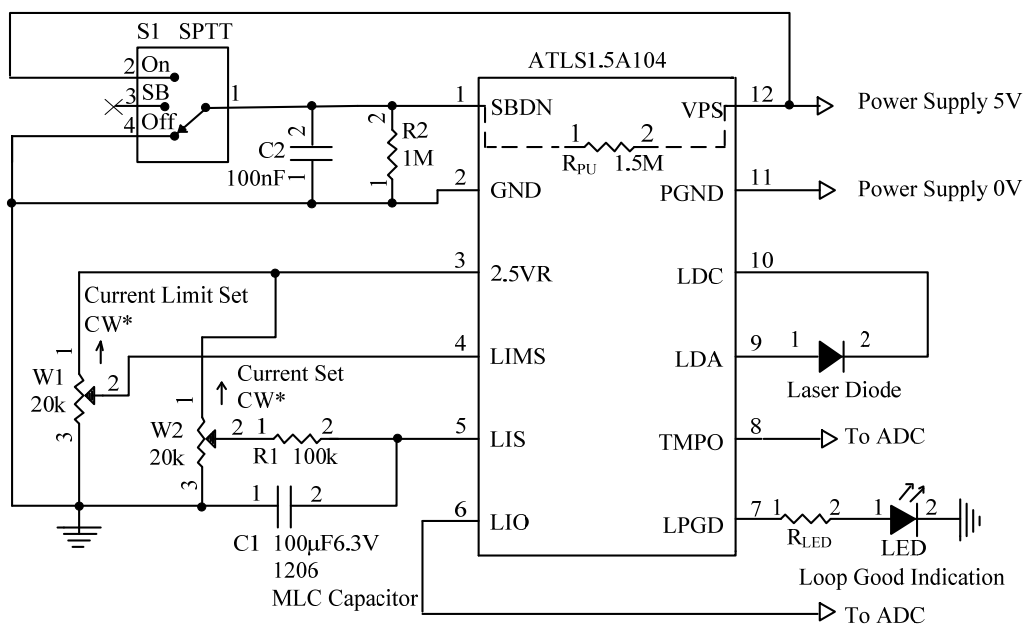 S1 SPTT
ATLS1.5A104
2 On
3 SB
4 Off
1
1 SBDN
VPS 12
Power Supply 5V
2
C2
100nF
1
2
R2
1M
1
1 2
RPU 1.5M
2 GND
PGND 11
Power Supply 0V
3 2.5VR
LDC 10
Current Limit Set
CW*
4 LIMS
LDA 9
1 2
Laser Diode
1
W1
20k
2
3
Current Set
CW*
1
W2
20k
2
3
1 2
R1 100k
5 LIS
TMPO 8
To ADC
1 2
C1 100µF6.3V
1206
MLC Capacitor
6 LIO
LPGD 7
1 2
RLED
1 2
LED
Loop Good Indication
To ADC